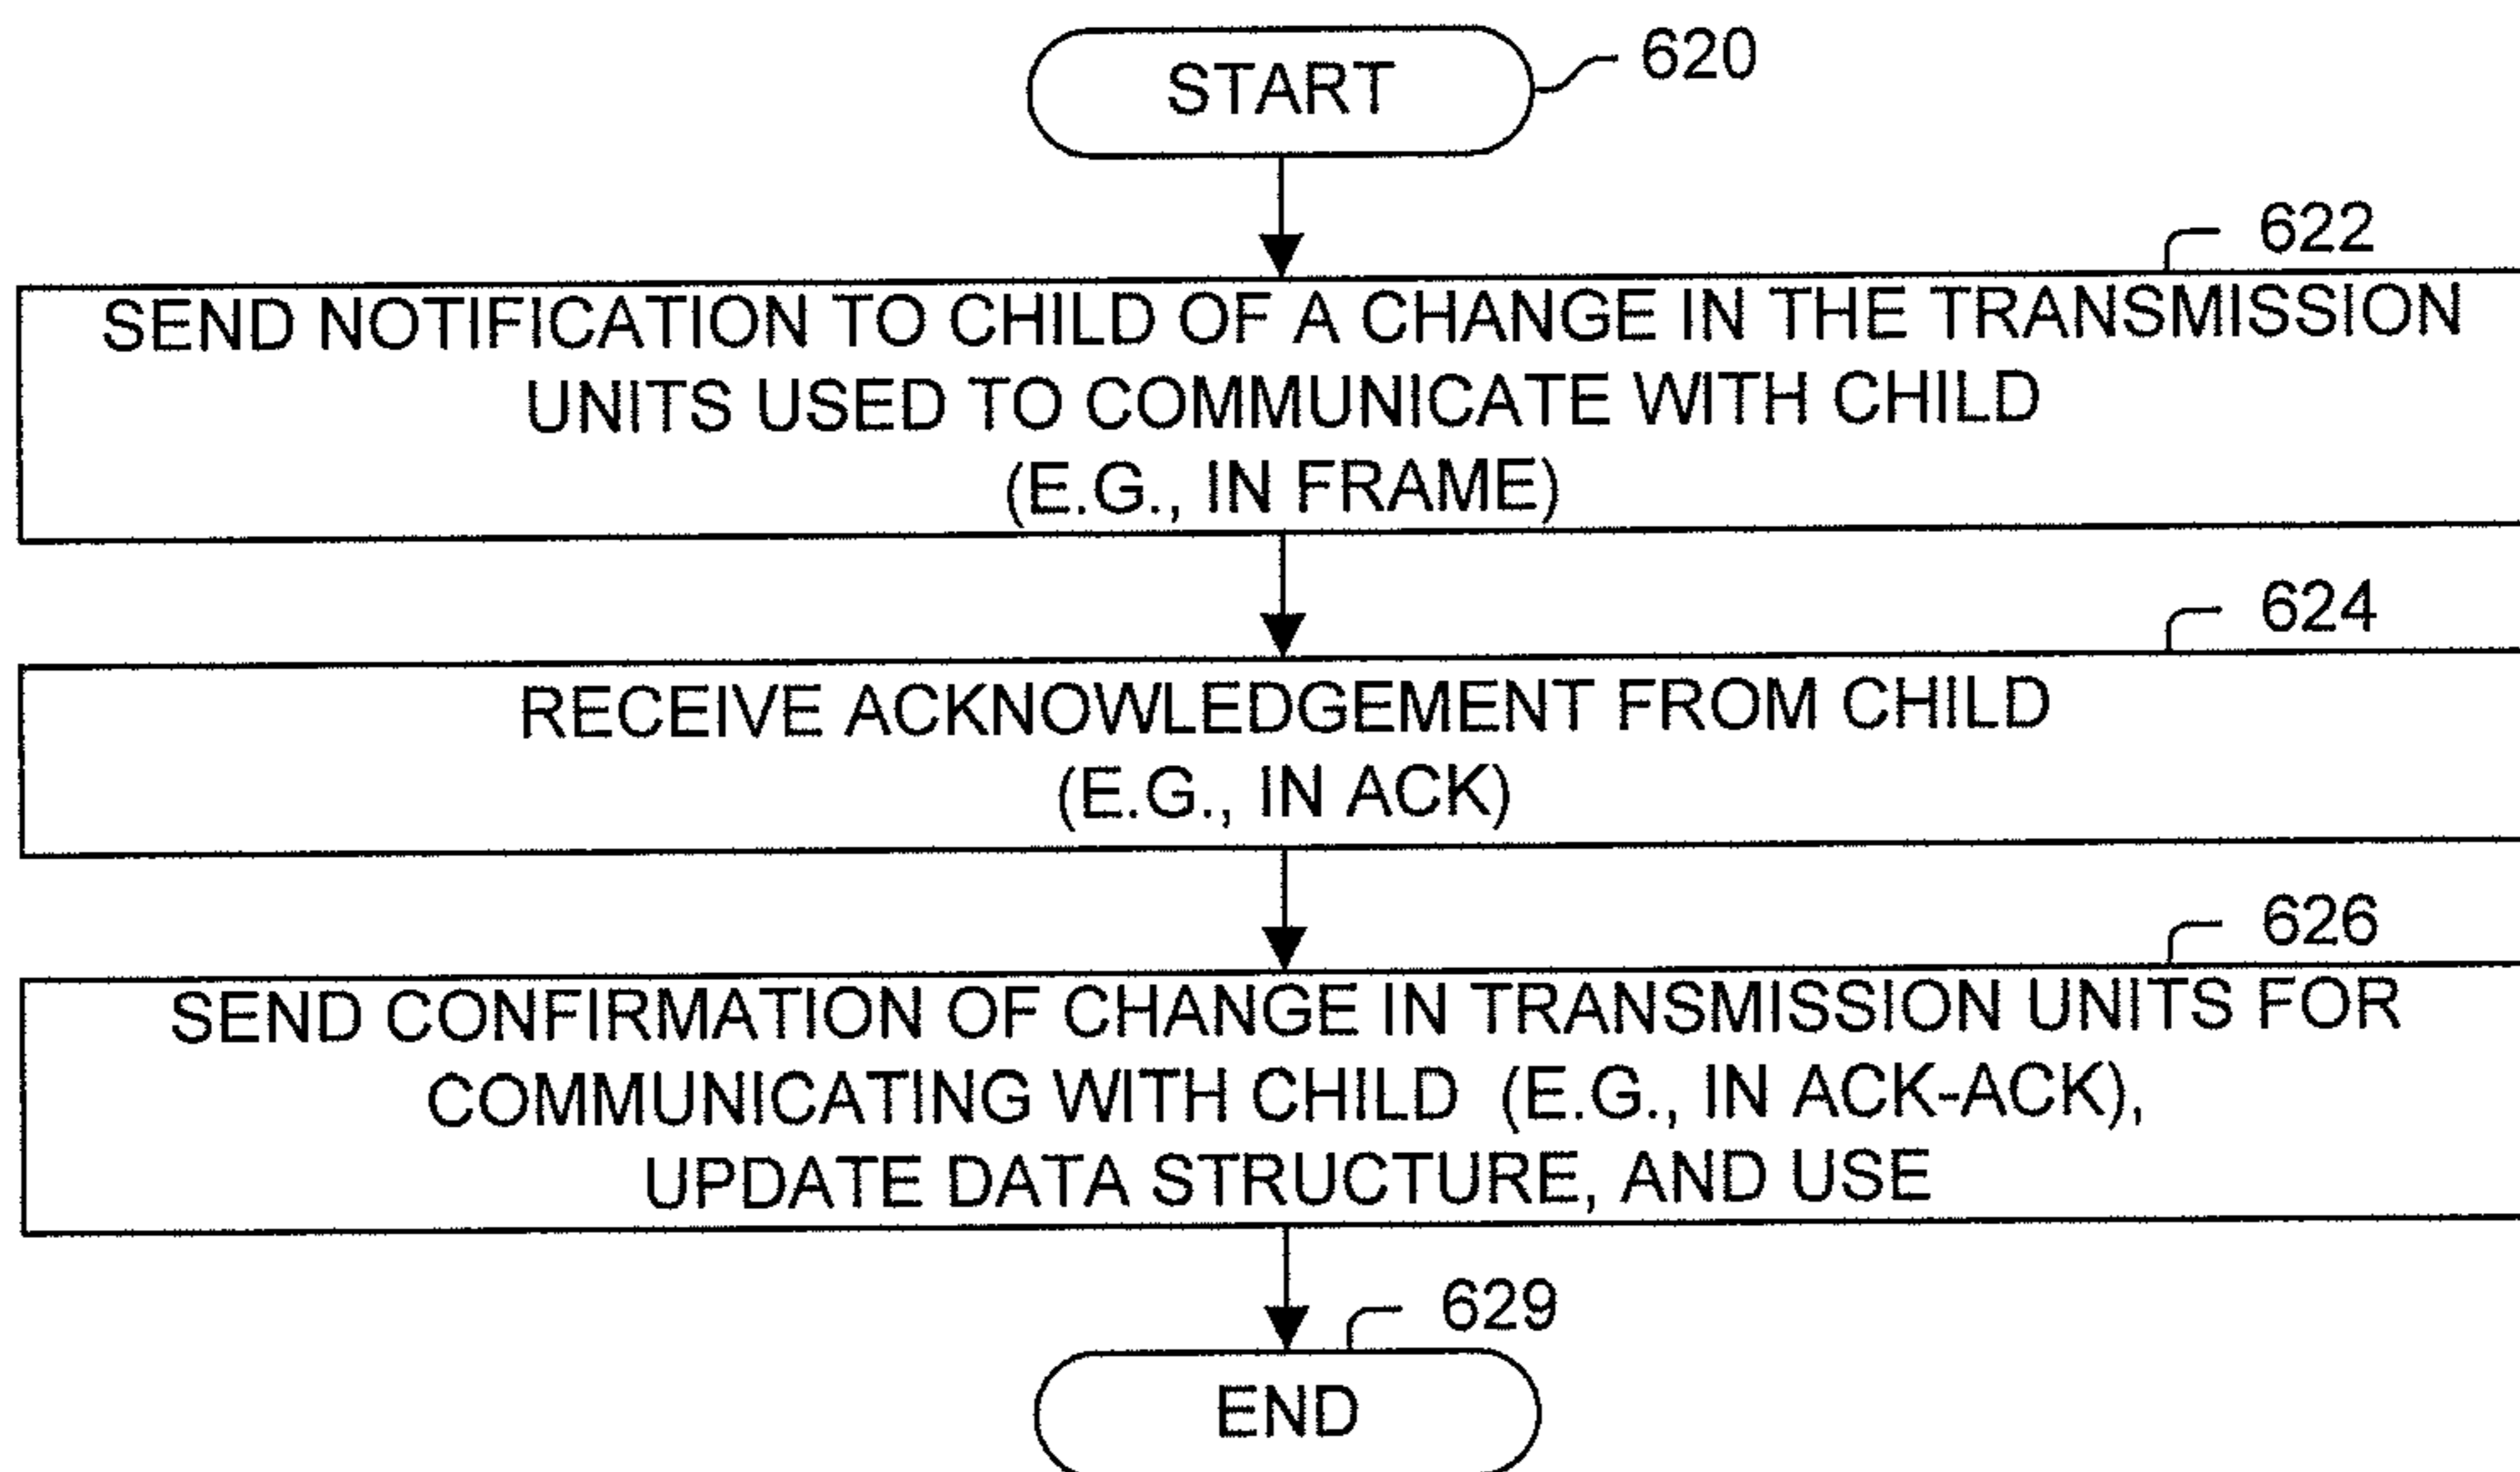 START
620
622
SEND NOTIFICATION TO CHILD OF A CHANGE IN THE TRANSMISSION
UNITS USED TO COMMUNICATE WITH CHILD
(E.G., IN FRAME)
624
RECEIVE ACKNOWLEDGEMENT FROM CHILD
(E.G., IN ACK)
626
SEND CONFIRMATION OF CHANGE IN TRANSMISSION UNITS FOR
COMMUNICATING WITH CHILD (E.G., IN ACK-ACK),
UPDATE DATA STRUCTURE, AND USE
629
END